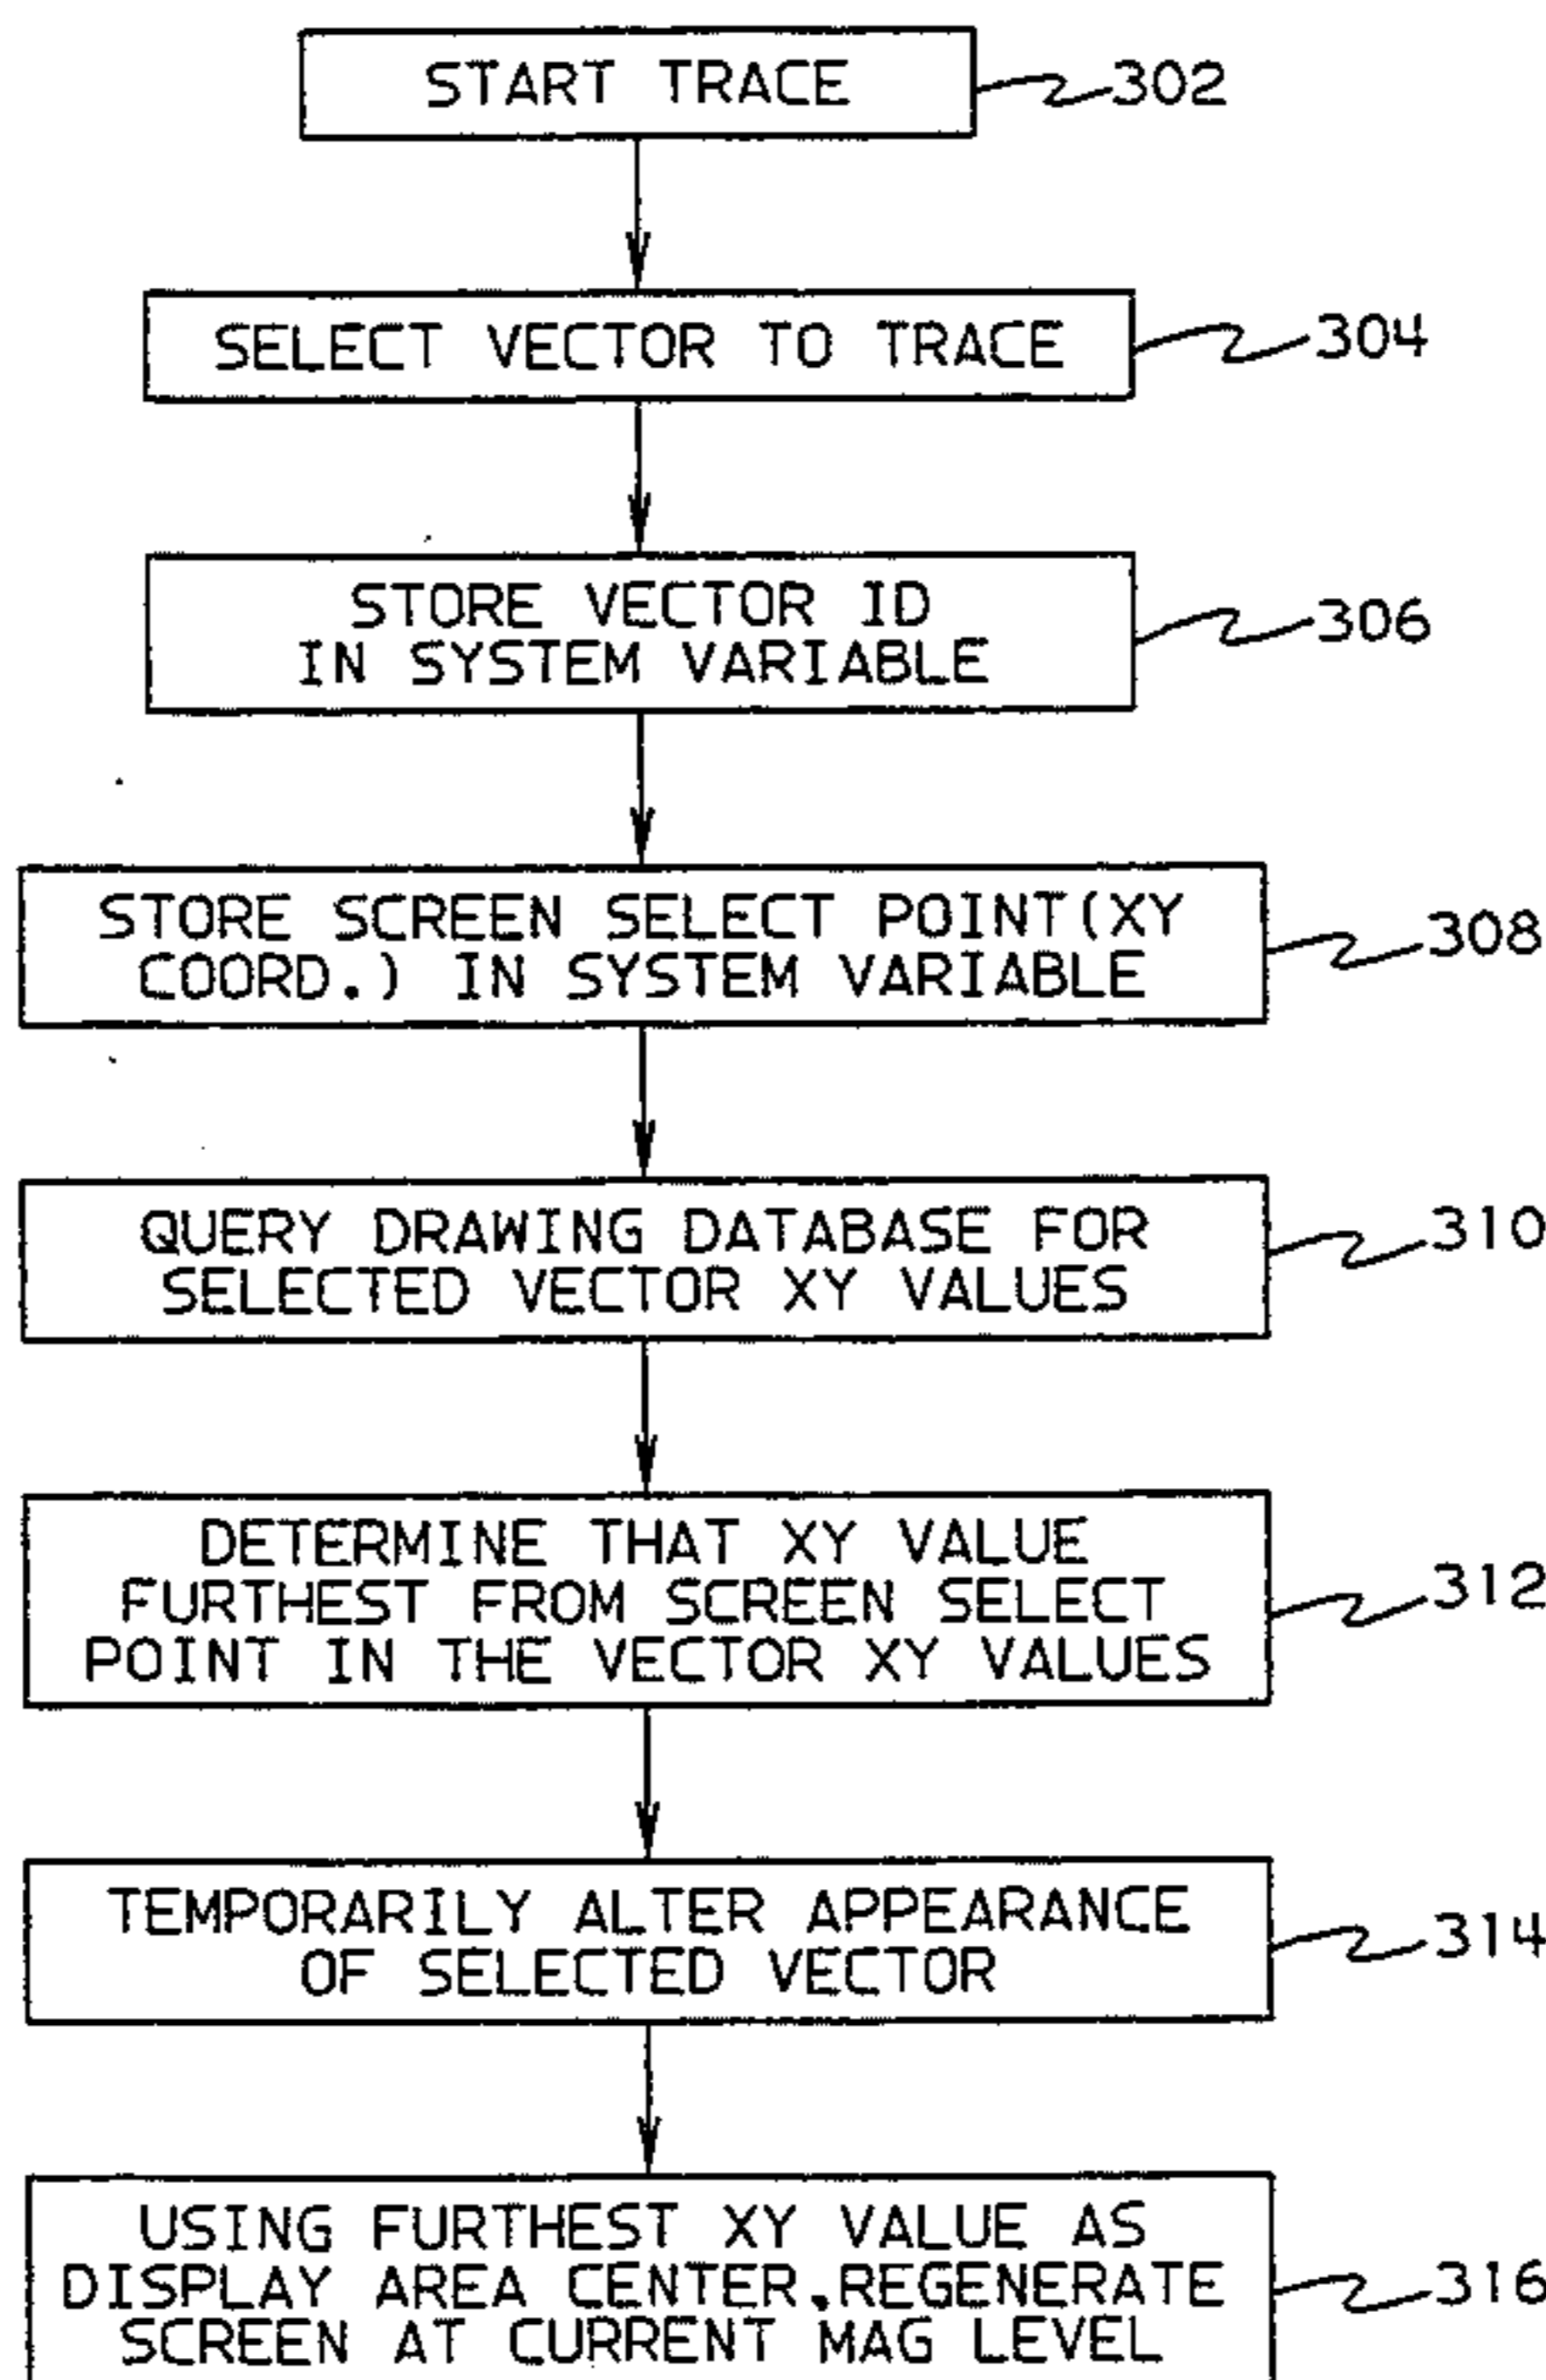 START TRACE
302
SELECT VECTOR TO TRACE
304
STORE VECTOR ID
IN SYSTEM VARIABLE
306
STORE SCREEN SELECT POINT(XY
COORD.) IN SYSTEM VARIABLE
308
QUERY DRAWING DATABASE FOR
SELECTED VECTOR XY VALUES
310
DETERMINE THAT XY VALUE
FURTHEST FROM SCREEN SELECT
POINT IN THE VECTOR XY VALUES
312
TEMPORARILY ALTER APPEARANCE
OF SELECTED VECTOR
314
USING FURTHEST XY VALUE AS
DISPLAY AREA CENTER,REGENERATE
SCREEN AT CURRENT MAG LEVEL
316